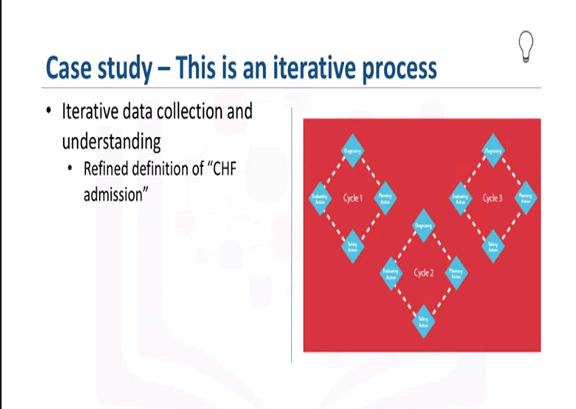 Case study – This is an iterative process
• Iterative data collection and
understanding
• Refined definition of “CHF
admission”
Diagnosing
Evaluating
Action
Cycle 1
Planning
Action
Taking
Action
Diagnosing
Evaluating
Action
Cycle 2
Planning
Action
Taking
Action
Diagnosing
Evaluating
Action
Cycle 3
Planning
Action
Taking
Action